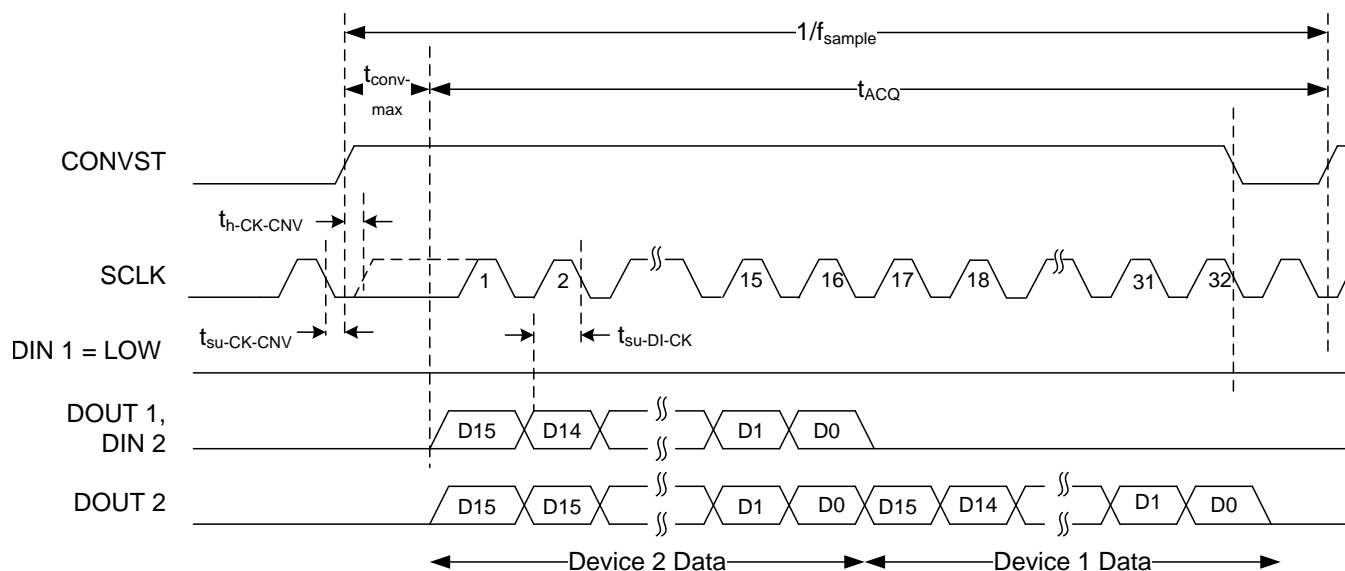 1/fsample
tconv-max
tACQ
CONVST
th-CK-CNV
SCLK
1 2 15 16 17 18 31 32
tsu-CK-CNV
tsu-DI-CK
DIN 1 = LOW
DOUT 1,
DIN 2
D15 D14 D1 D0
DOUT 2
D15 D15 D1 D0 D15 D14 D1 D0
Device 2 Data Device 1 Data